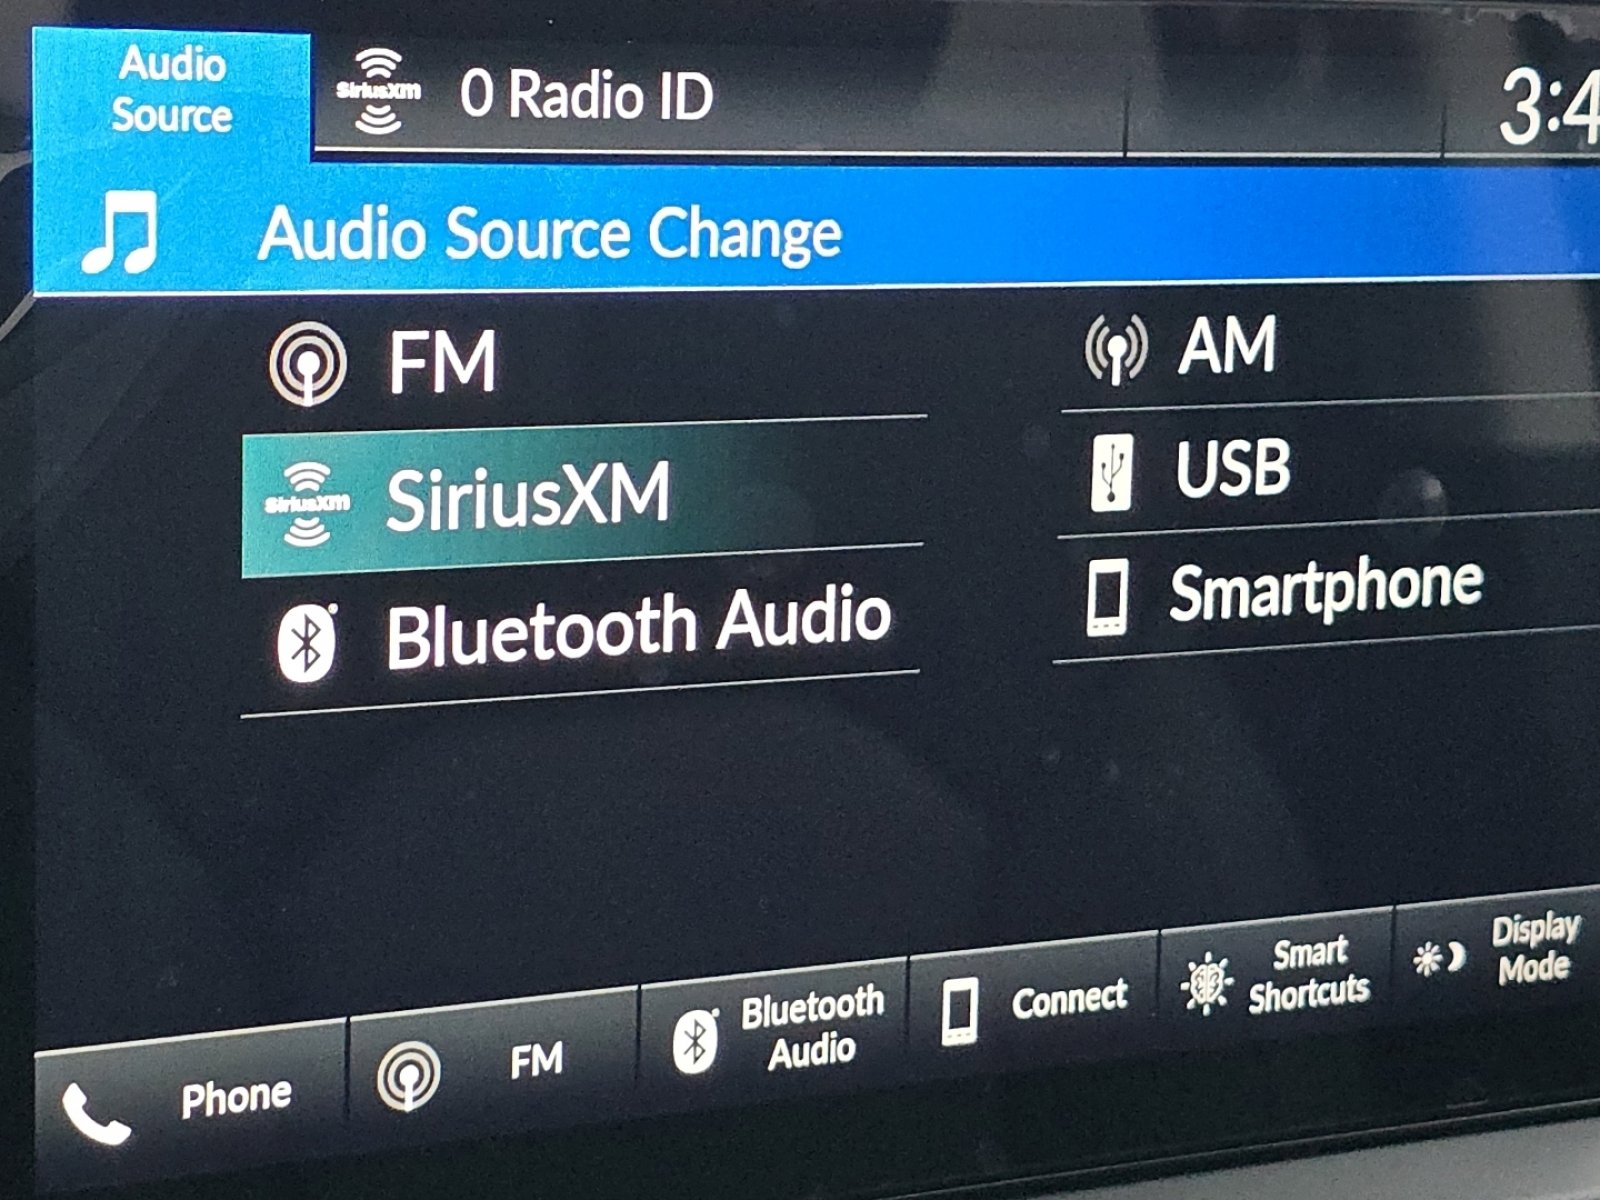 Audio
Source
SiriusXM
0 Radio ID
3:4
Audio Source Change
FM
AM
SiriusXM
SiriusXM
USB
Bluetooth Audio
Smartphone
Phone
FM
Bluetooth
Audio
Connect
Smart
Shortcuts
Display
Mode